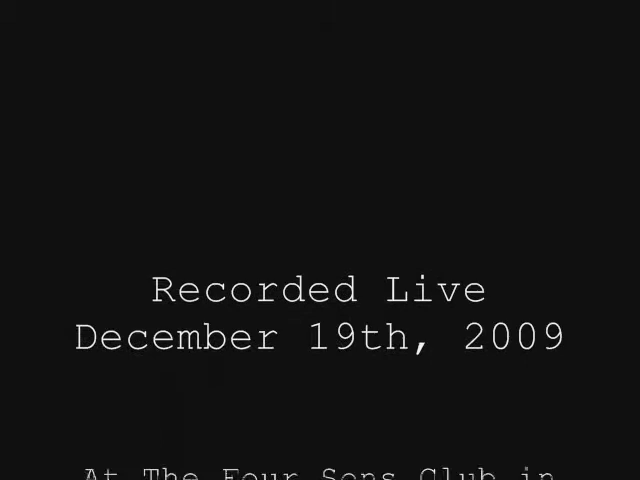 Recorded Live
December 19th, 2009
At The Four Sons Club in